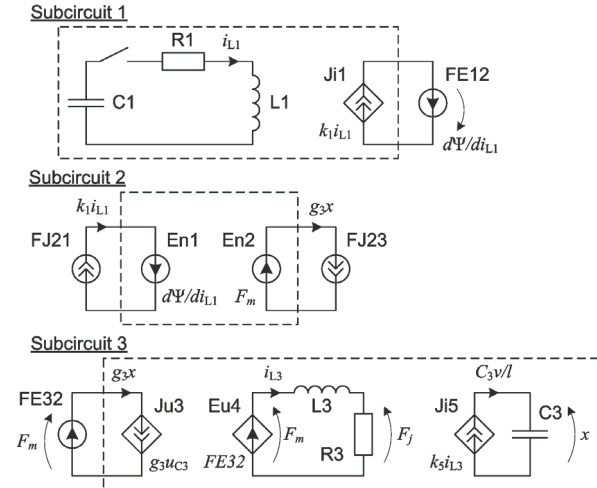 Subcircuit 1
R1
iL1
C1
L1
Ji1
FE12
k1iL1
dΨ/diL1
Subcircuit 2
k1iL1
g3x
FJ21
En1
En2
FJ23
dΨ/diL1
Fm
Subcircuit 3
g3x
iL3
C3v/l
FE32
Ju3
Eu4
L3
Ji5
C3
Fm
Fm
R3
Fj
x
g3uC3
FE32
k5iL3